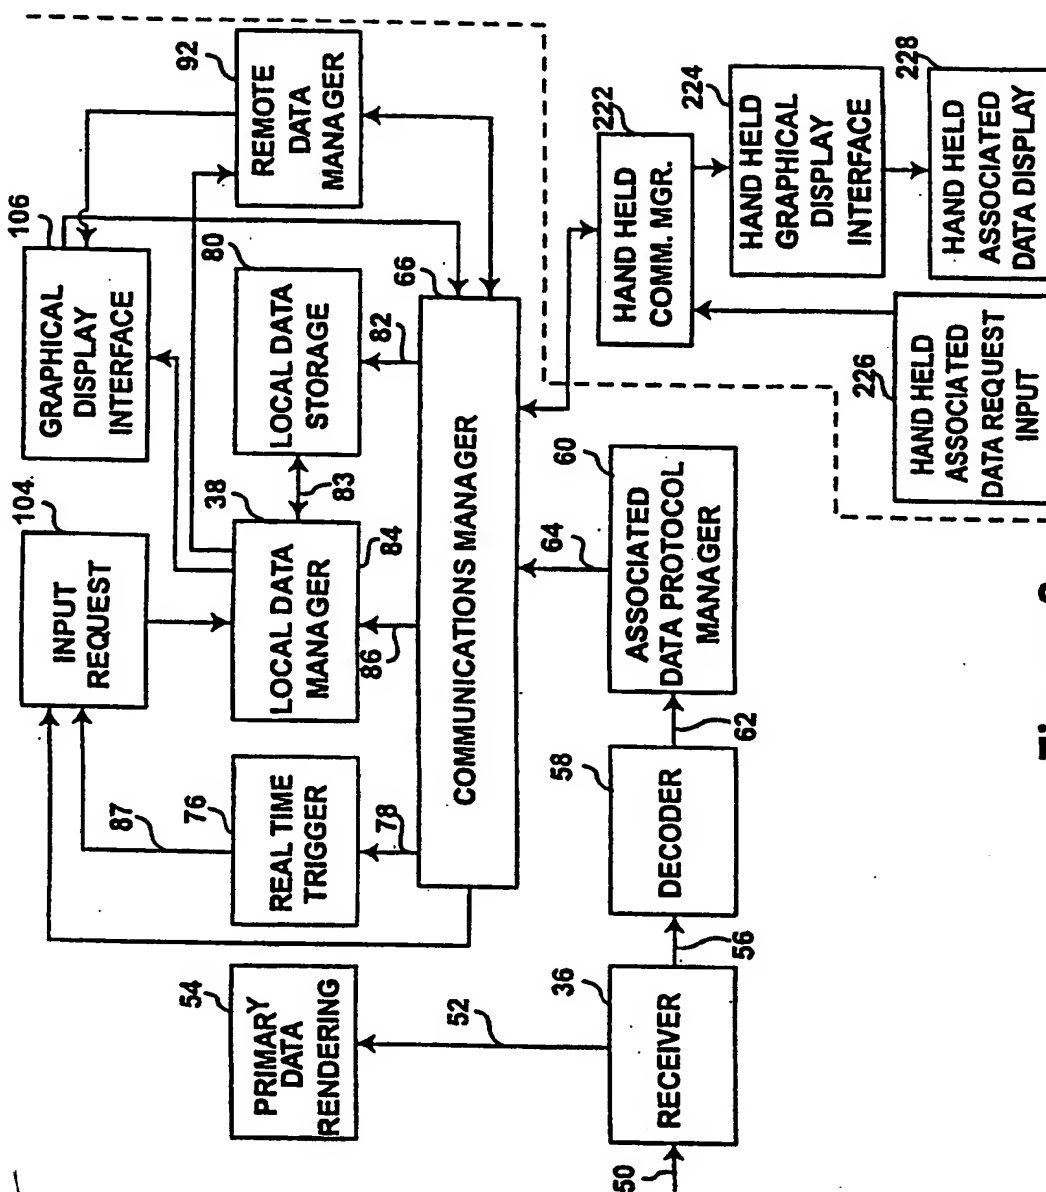 104.
INPUT
REQUEST
106
GRAPHICAL
DISPLAY
INTERFACE
87
54
PRIMARY
DATA
RENDERING
76
REAL TIME
TRIGGER
38
LOCAL DATA
MANAGER
84
83
80
LOCAL DATA
STORAGE
92
REMOTE
DATA
MANAGER
78
86
82
66
COMMUNICATIONS MANAGER
52
64
50
36
RECEIVER
56
58
DECODER
62
60
ASSOCIATED
DATA PROTOCOL
MANAGER
222
HAND HELD
COMM. MGR.
224
HAND HELD
GRAPHICAL
DISPLAY
INTERFACE
226
HAND HELD
ASSOCIATED
DATA REQUEST
INPUT
228
HAND HELD
ASSOCIATED
DATA DISPLAY